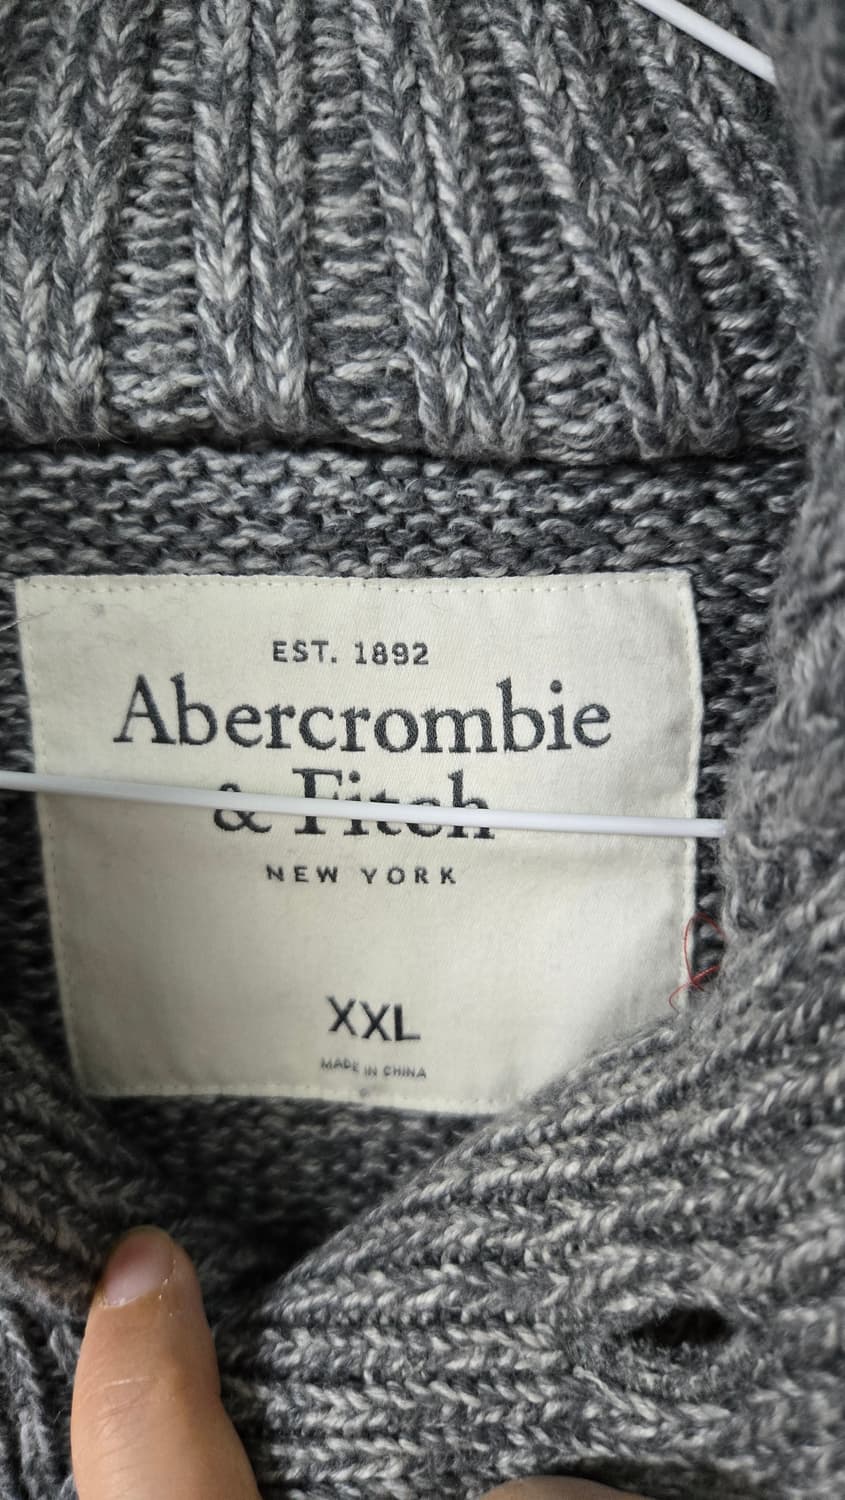 EST. 1892
Abercrombie
& Fitch
NEW YORK
XXL
MADE IN CHINA